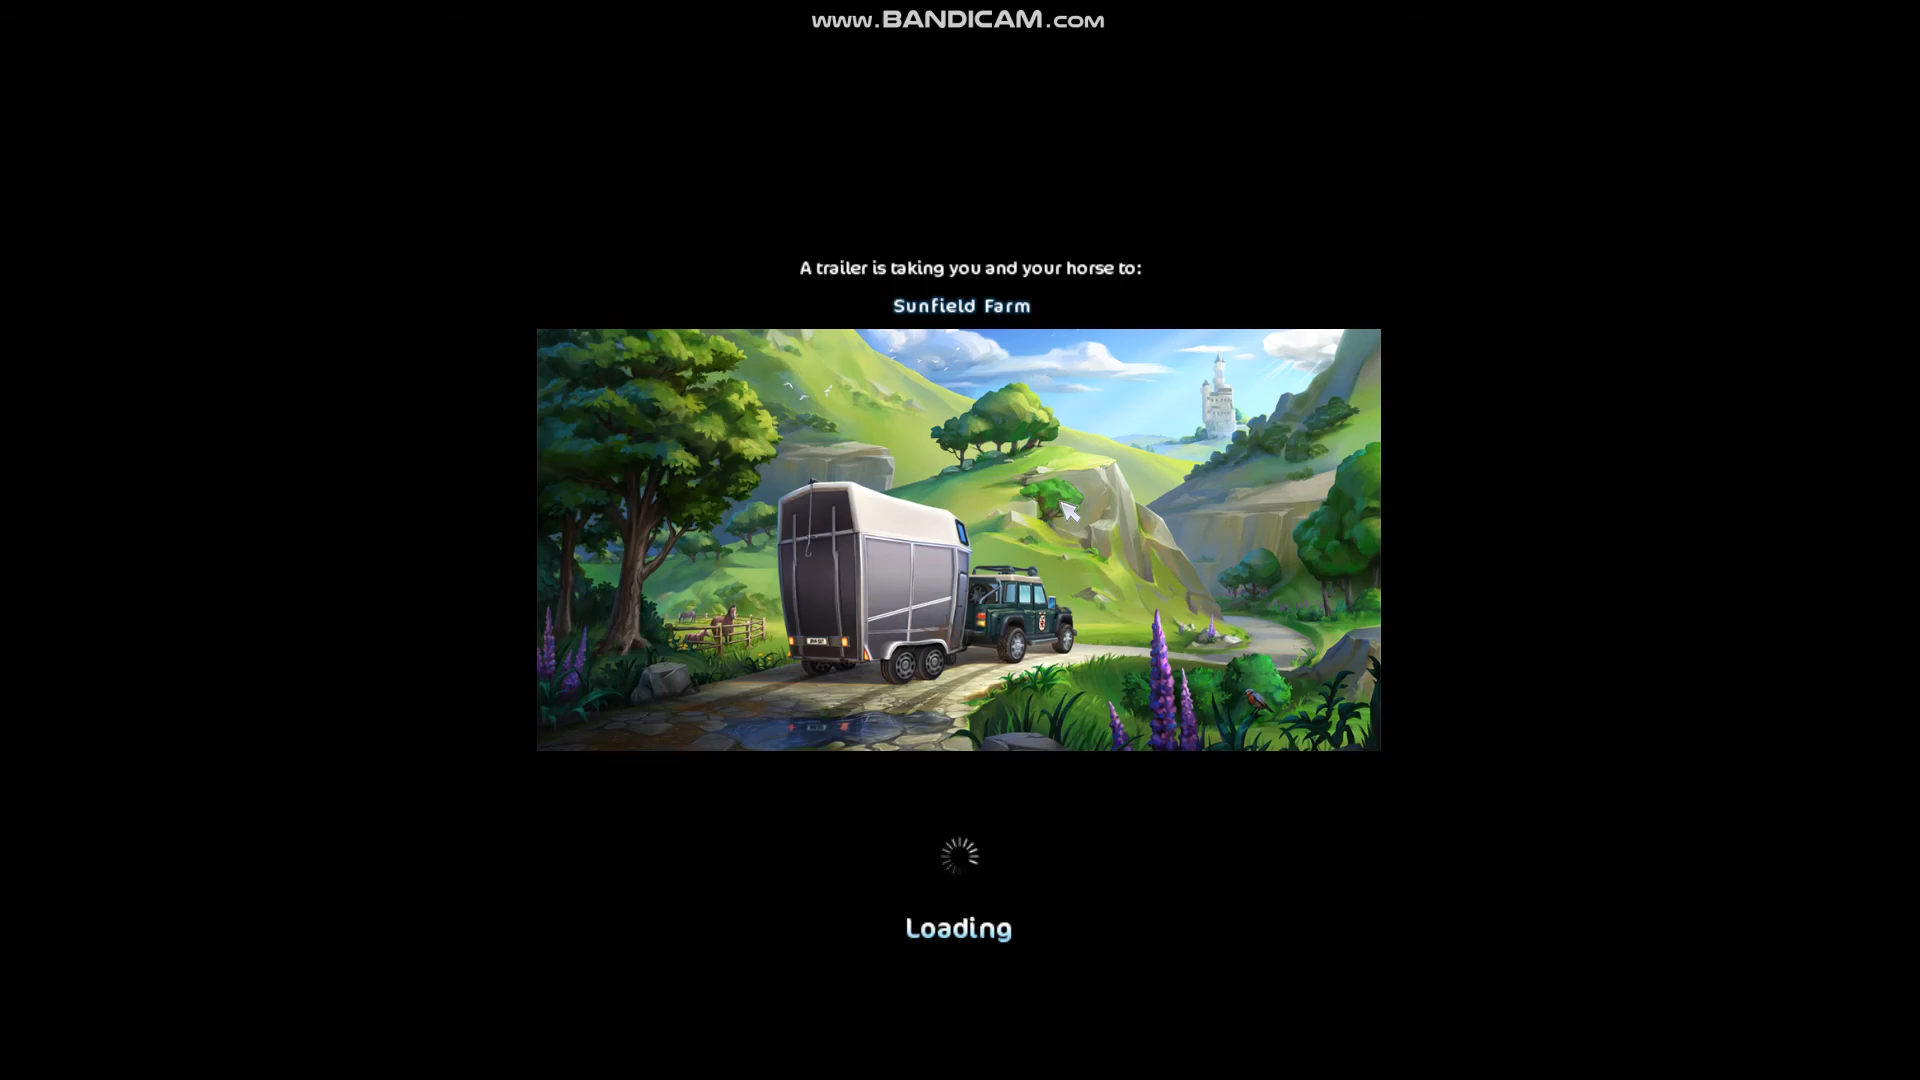 www.BANDICAM.com
A trailer is taking you and your horse to:
Sunfield Farm
Loading